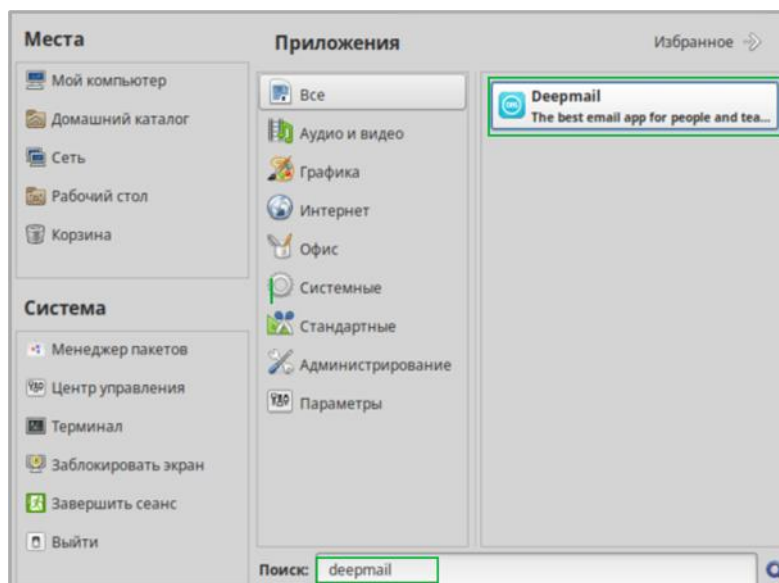 Места
Мой компьютер
Домашний каталог
Сеть
Рабочий стол
Корзина
Система
Менеджер пакетов
Центр управления
Терминал
Заблокировать экран
Завершить сеанс
Выйти
Приложения
Избранное
Все
Аудио и видео
Графика
Интернет
Офис
Системные
Стандартные
Администрирование
Параметры
Deepmail
The best email app for people and tea...
Поиск: deepmail